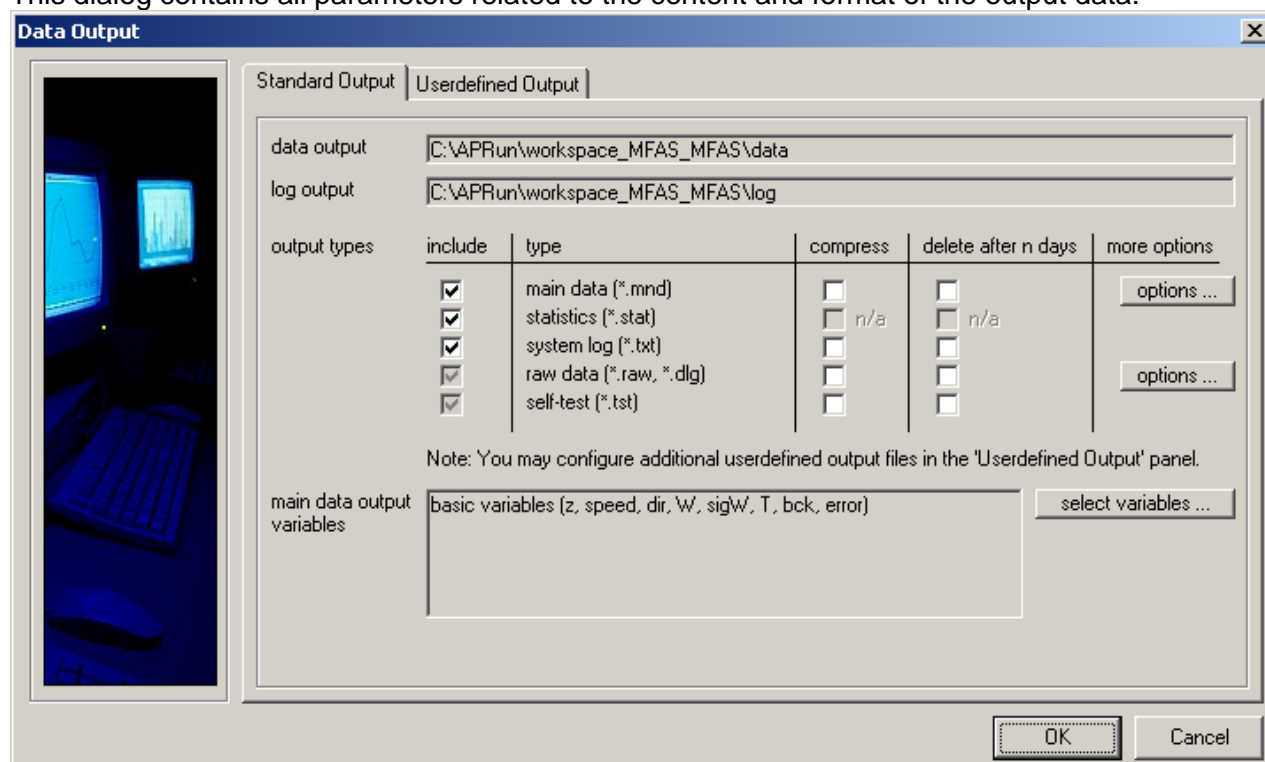 This dialog contains all parameters related to the content and format of the output data.
Data Output
Standard Output Userdefined Output
data output C:\APRun\workspace_MFAS_MFAS\data
log output C:\APRun\workspace_MFAS_MFAS\log
output types include type compress delete after n days more options
main data (*.mnd) options ...
statistics (*.stat) n/a n/a
system log (*.txt)
raw data (*.raw, *.dlg) options ...
self-test (*.tst)
Note: You may configure additional userdefined output files in the 'Userdefined Output' panel.
main data output variables basic variables (z, speed, dir, W, sigW, T, bck, error) select variables ...
OK Cancel